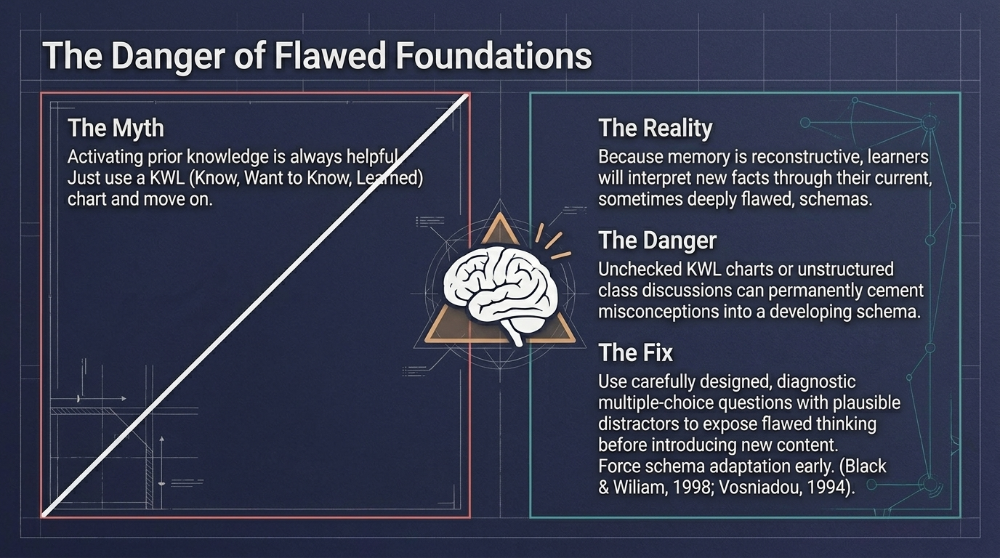 The Danger of Flawed Foundations
The Myth
Activating prior knowledge is always helpful.
Just use a KWL (Know, Want to Know, Learned)
chart and move on.
The Reality
Because memory is reconstructive, learners
will interpret new facts through their current,
sometimes deeply flawed, schemas.
The Danger
Unchecked KWL charts or unstructured
class discussions can permanently cement
misconceptions into a developing schema.
The Fix
Use carefully designed, diagnostic
multiple-choice questions with plausible
distractors to expose flawed thinking
before introducing new content.
Force schema adaptation early. (Black
& Wiliam, 1998; Vosniadou, 1994).